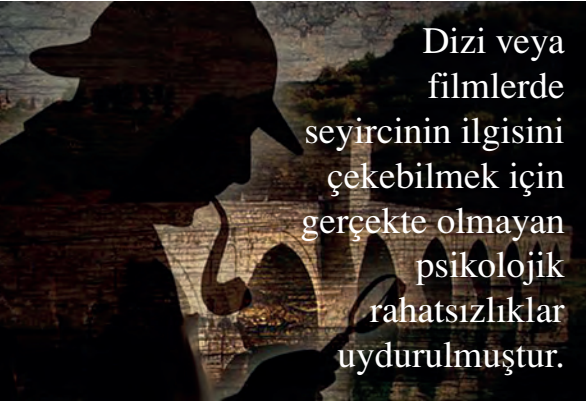 Dizi veya
filmlerde
seyircinin ilgisini
çekebilmek için
gerçekte olmayan
psikolojik
rahatsızlıklar
uydurulmuştur.